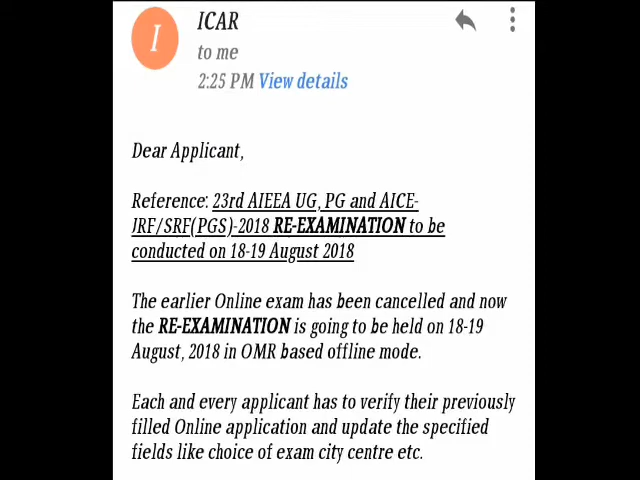 I
ICAR
to me
2:25 PM View details
Dear Applicant,
Reference: 23rd AIEEA UG, PG and AICE-
JRF/SRF(PGS)-2018 RE-EXAMINATION to be
conducted on 18-19 August 2018
The earlier Online exam has been cancelled and now
the RE-EXAMINATION is going to be held on 18-19
August, 2018 in OMR based offline mode.
Each and every applicant has to verify their previously
filled Online application and update the specified
fields like choice of exam city centre etc.